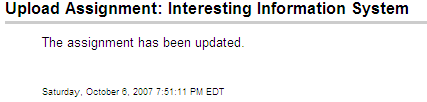 Upload Assignment: Interesting Information System
The assignment has been updated.
Saturday, October 6, 2007 7:51:11 PM EDT